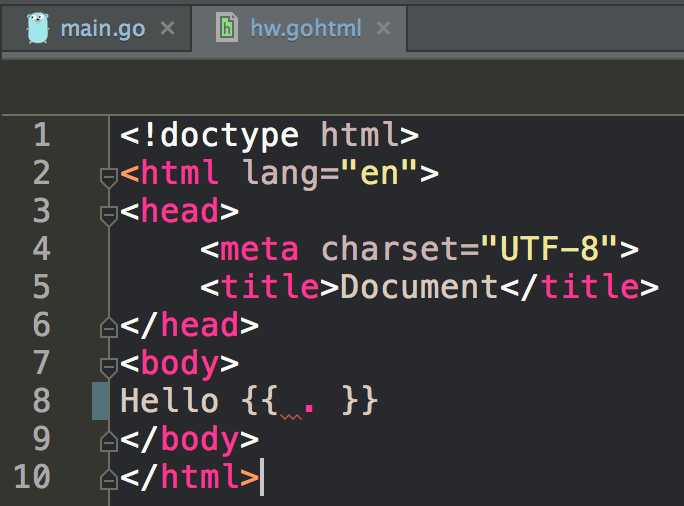 main.go × hw.gohtml ×
1 <!doctype html>
2 <html lang="en">
3 <head>
4     <meta charset="UTF-8">
5     <title>Document</title>
6 </head>
7 <body>
8 Hello {{ . }}
9 </body>
10 </html>